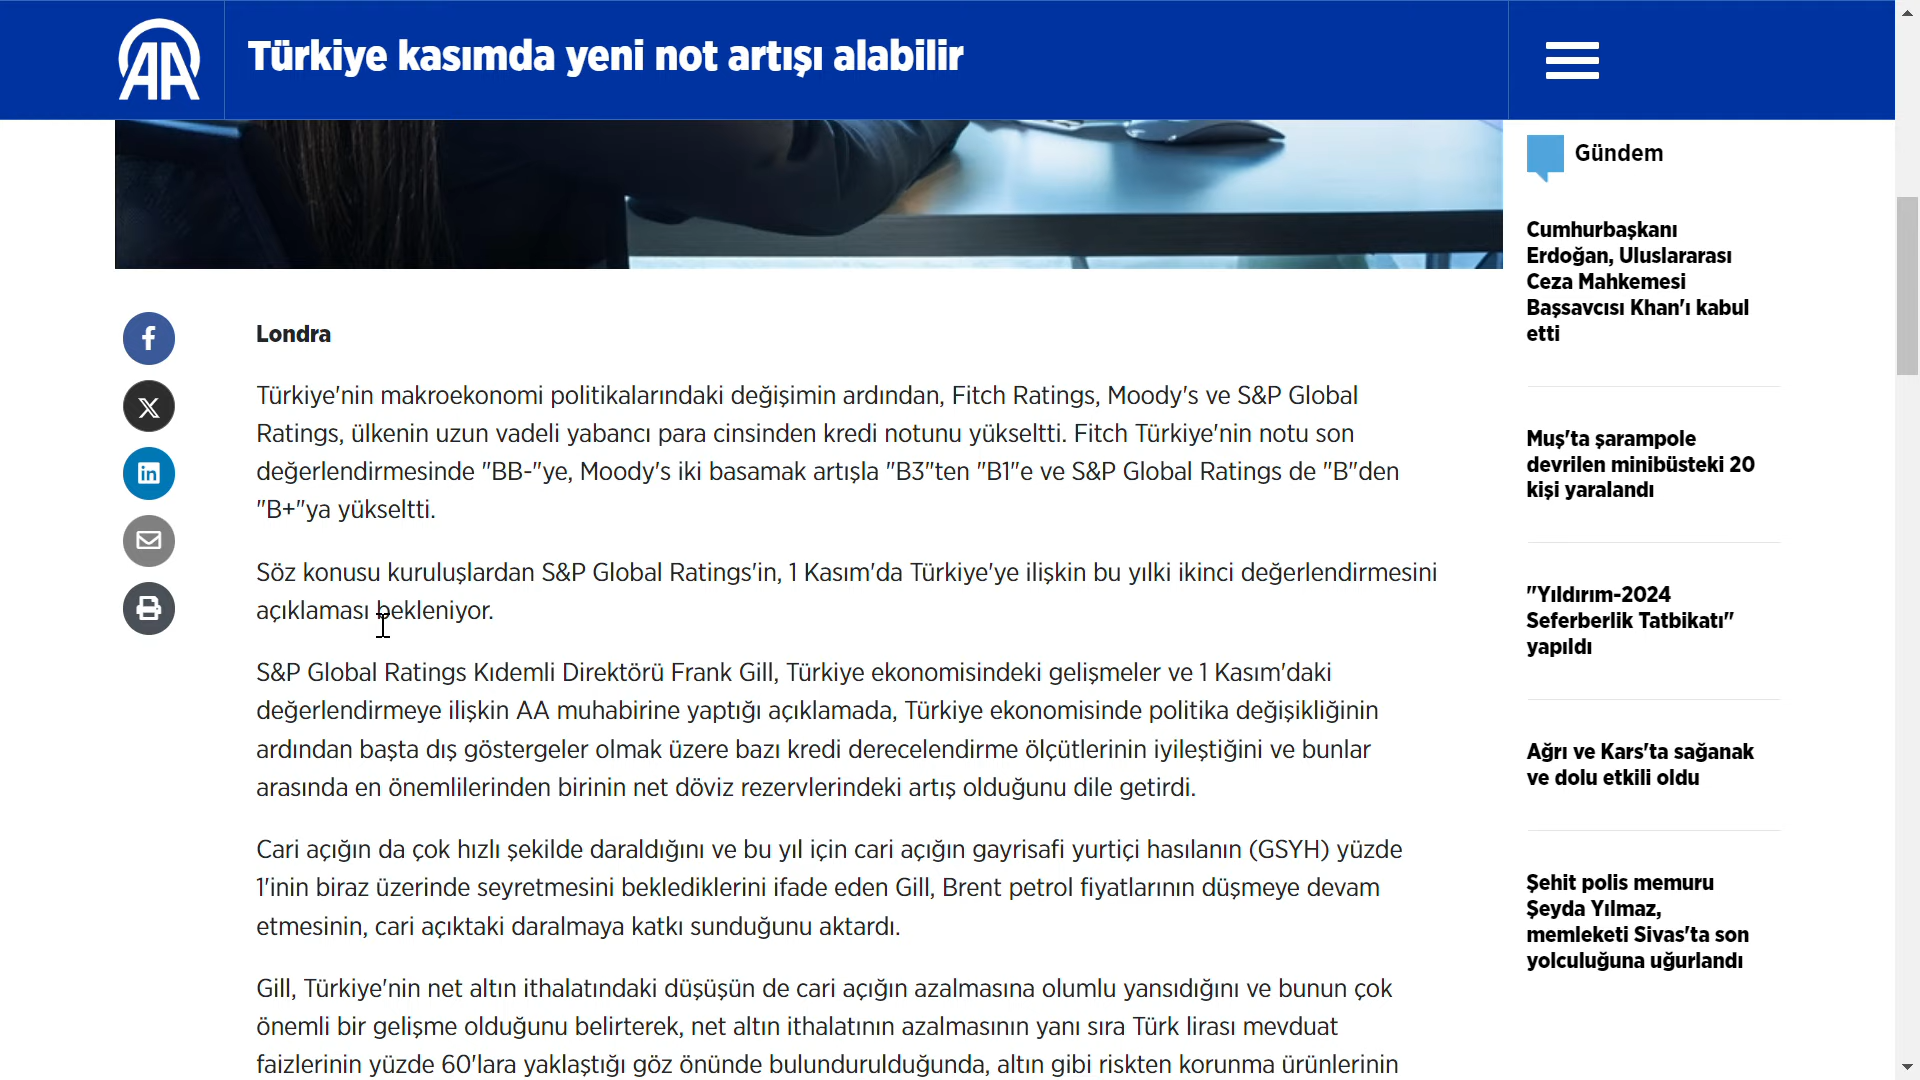 AA
Türkiye kasımda yeni not artışı alabilir
Londra
Türkiye'nin makroekonomi politikalarındaki değişimin ardından, Fitch Ratings, Moody's ve S&P Global
Ratings, ülkenin uzun vadeli yabancı para cinsinden kredi notunu yükseltti. Fitch Türkiye'nin notu son
değerlendirmesinde "BB-"ye, Moody's iki basamak artışla "B3"ten "B1"e ve S&P Global Ratings de "B"den
"B+"ya yükseltti.
Söz konusu kuruluşlardan S&P Global Ratings'in, 1 Kasım'da Türkiye'ye ilişkin bu yılki ikinci değerlendirmesini
açıklaması bekleniyor.
S&P Global Ratings Kıdemli Direktörü Frank Gill, Türkiye ekonomisindeki gelişmeler ve 1 Kasım'daki
değerlendirmeye ilişkin AA muhabirine yaptığı açıklamada, Türkiye ekonomisinde politika değişikliğinin
ardından başta dış göstergeler olmak üzere bazı kredi derecelendirme ölçütlerinin iyileştiğini ve bunlar
arasında en önemlilerinden birinin net döviz rezervlerindeki artış olduğunu dile getirdi.
Cari açığın da çok hızlı şekilde daraldığını ve bu yıl için cari açığın gayrisafi yurtiçi hasılanın (GSYH) yüzde
1'inin biraz üzerinde seyretmesini beklediklerini ifade eden Gill, Brent petrol fiyatlarının düşmeye devam
etmesinin, cari açıktaki daralmaya katkı sunduğunu aktardı.
Gill, Türkiye'nin net altın ithalatındaki düşüşün de cari açığın azalmasına olumlu yansıdığını ve bunun çok
önemli bir gelişme olduğunu belirterek, net altın ithalatının azalmasının yanı sıra Türk lirası mevduat
faizlerinin yüzde 60'lara yaklaştığı göz önünde bulundurulduğunda, altın gibi riskten korunma ürünlerinin
Gündem
Cumhurbaşkanı
Erdoğan, Uluslararası
Ceza Mahkemesi
Başsavcısı Khan'ı kabul
etti
Muş'ta şarampole
devrilen minibüsteki 20
kişi yaralandı
"Yıldırım-2024
Seferberlik Tatbikatı"
yapıldı
Ağrı ve Kars'ta sağanak
ve dolu etkili oldu
Şehit polis memuru
Şeyda Yılmaz,
memleketi Sivas'ta son
yolculuğuna uğurlandı